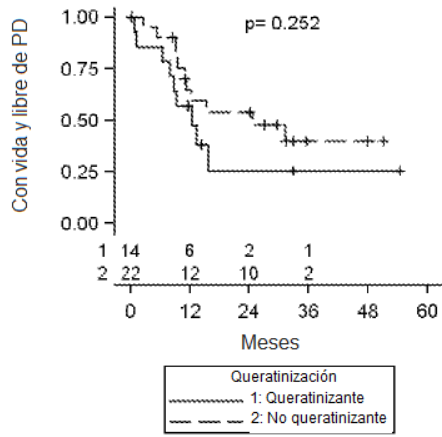 Con vida y libre de PD
1.00
p= 0.252
0.75
0.50
0.25
0.00
1 14 6 2 1
2 22 12 10 2
0 12 24 36 48 60
Meses
Queratinización
1: Queratinizante
2: No queratinizante